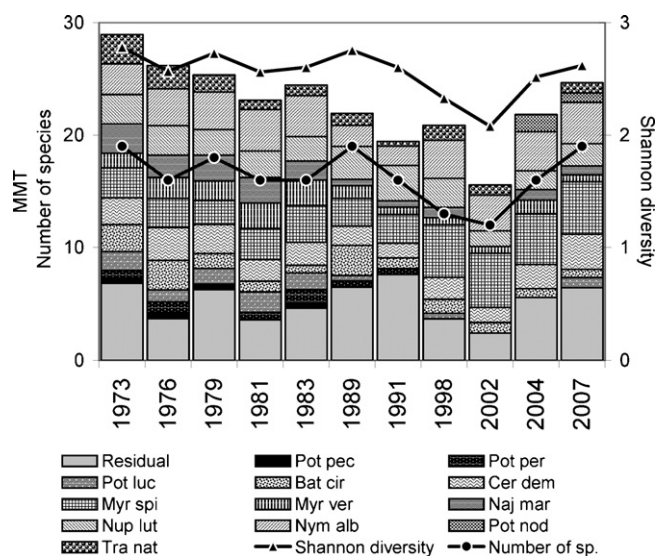 30
20
10
0
MMT
Number of species
3
2
1
0
Shannon diversity
1973
1976
1979
1981
1983
1989
1991
1998
2002
2004
2007
Residual Pot pec Pot per
Pot luc Bat cir Cer dem
Myr spi Myr ver Naj mar
Nup lut Nym alb Pot nod
Tra nat Shannon diversity Number of sp.